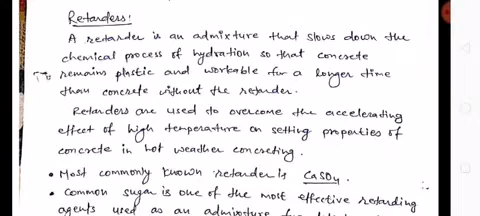 Retarders:
A retarder is an admixture that slows down the
chemical process of hydration so that concrete
remains plastic and workable for a longer time
than concrete without the retarder.
Retarders are used to overcome the accelerating
effect of high temperature on setting properties of
concrete in hot weather concreting.
• Most commonly known retarder is CaSO4.
• Common sugar is one of the most effective retarding
agents used as an admixture